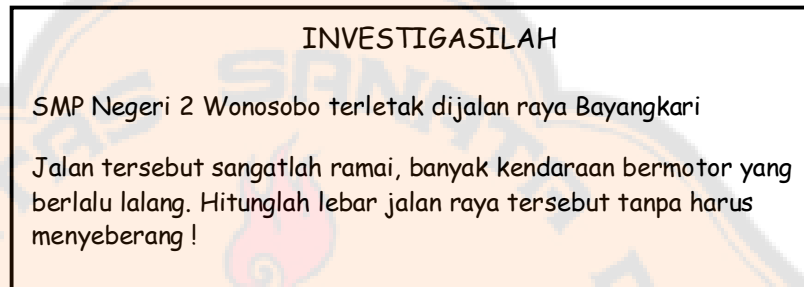 INVESTIGASILAH
SMP Negeri 2 Wonosobo terletak dijalan raya Bayangkari
Jalan tersebut sangatlah ramai, banyak kendaraan bermotor yang
berlalu lalang. Hitunglah lebar jalan raya tersebut tanpa harus
menyeberang !